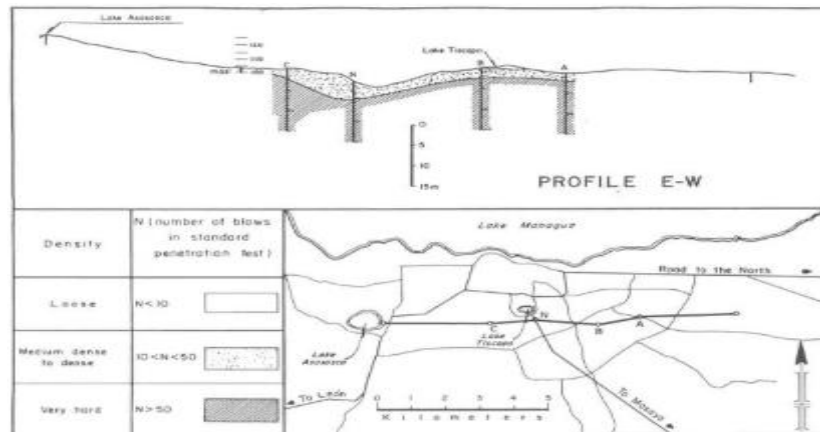 Lake Asososca
Lake Tiscapa
C
N
B
A
0
5
10
15m
PROFILE E-W
Density
N (number of blows
in standard
penetration test)
Loose
N<10
Medium dense
to dense
10<N<50
Very hard
N>50
Lake Managua
Road to the North
C
Lake
Tiscapa
N
B
A
Lake
Asososca
To León
To Masaya
0 1 2 3 4 5
Kilometers